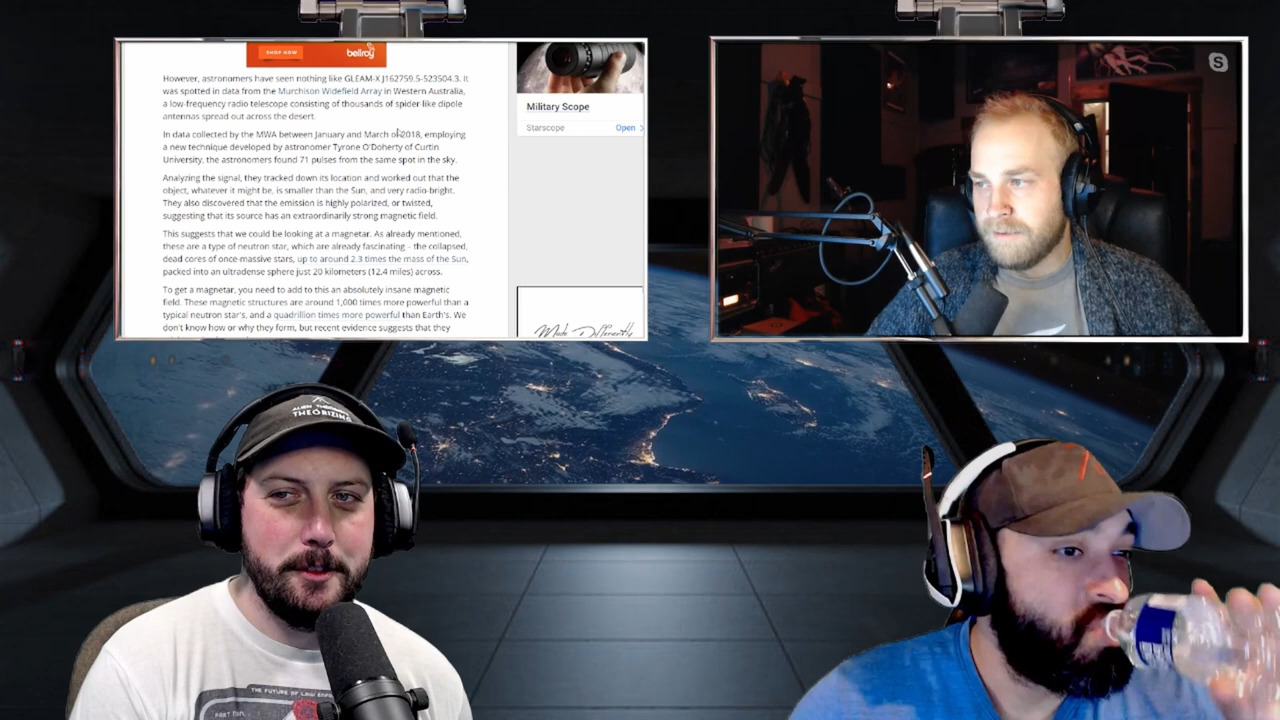 SHOP NOW
bellroy
However, astronomers have seen nothing like GLEAM-X J162759.5-523504.3. It
was spotted in data from the Murchison Widefield Array in Western Australia,
a low-frequency radio telescope consisting of thousands of spider like dipole
antennas spread out across the desert.
In data collected by the MWA between January and March of 2018, employing
a new technique developed by astronomer Tyrone O'Doherty of Curtin
University, the astronomers found 71 pulses from the same spot in the sky.
Analyzing the signal, they tracked down its location and worked out that the
object, whatever it might be, is smaller than the Sun, and very radio-bright.
They also discovered that the emission is highly polarized, or twisted,
suggesting that its source has an extraordinarily strong magnetic field.
This suggests that we could be looking at a magnetar. As already mentioned,
these are a type of neutron star, which are already fascinating – the collapsed,
dead cores of once-massive stars, up to around 2.3 times the mass of the Sun,
packed into an ultradense sphere just 20 kilometers (12.4 miles) across.
To get a magnetar, you need to add to this an absolutely insane magnetic
field. These magnetic structures are around 1,000 times more powerful than a
typical neutron star's, and a quadrillion times more powerful than Earth's. We
don't know how or why they form, but recent evidence suggests that they
Military Scope
Starscope
Open
Made Differently
S
ALIEN
THEORIZING
THE FUTURE OF LAW